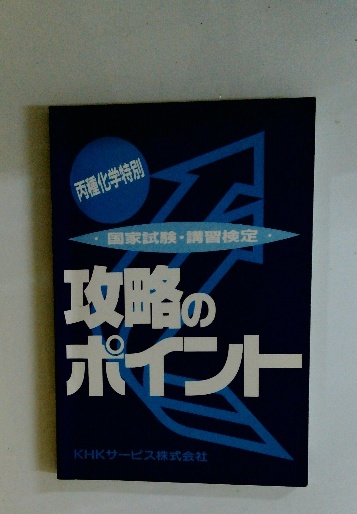 丙種化学特別
・国家試験・講習検定・
攻略の
ポイント
KHKサービス株式会社